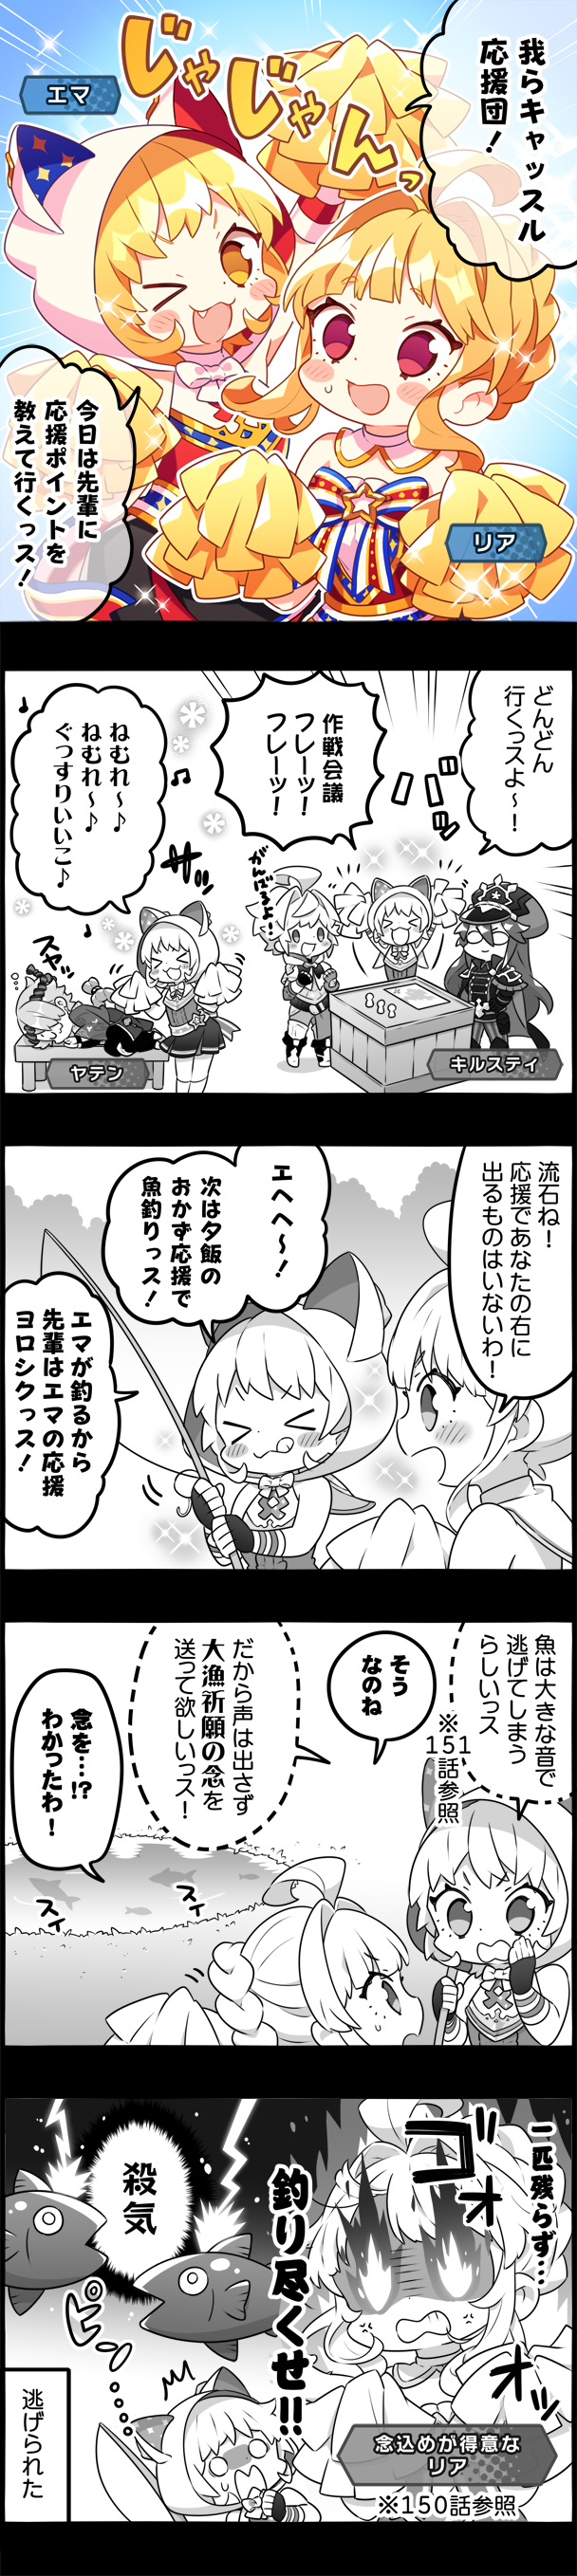 我らキャッスル
応援団！
じゃじゃんっ
エマ
リア
今日は先輩に
応援ポイントを
教えて行くっス！
どんどん
行くっスよ～！
バッ
作戦会議
フレーッ！
フレーッ！
がんばるよ！
キルスティ
ねむれ～♪
ねむれ～♪
ぐっすりいいこ♪
サッ
スヤッ
ヤテン
流石ね！
応援であなたの右に
出るものはいないわ！
エヘヘ～！
次は夕飯の
おかず応援で
魚釣りっス！
エマが釣るから
先輩はエマの応援
ヨロシクっス！
魚は大きな音で
逃げてしまう
らしいっス
※151話参照
そう
なのね
だから声は出さず
大漁祈願の念を
送って欲しいっス！
念を…!?
わかったわ！
スィ
スィ
一匹残らず…
ゴオオッ
釣り尽くせ!!
殺気
ピーン…
念込めが得意な
リア
※150話参照
逃げられた